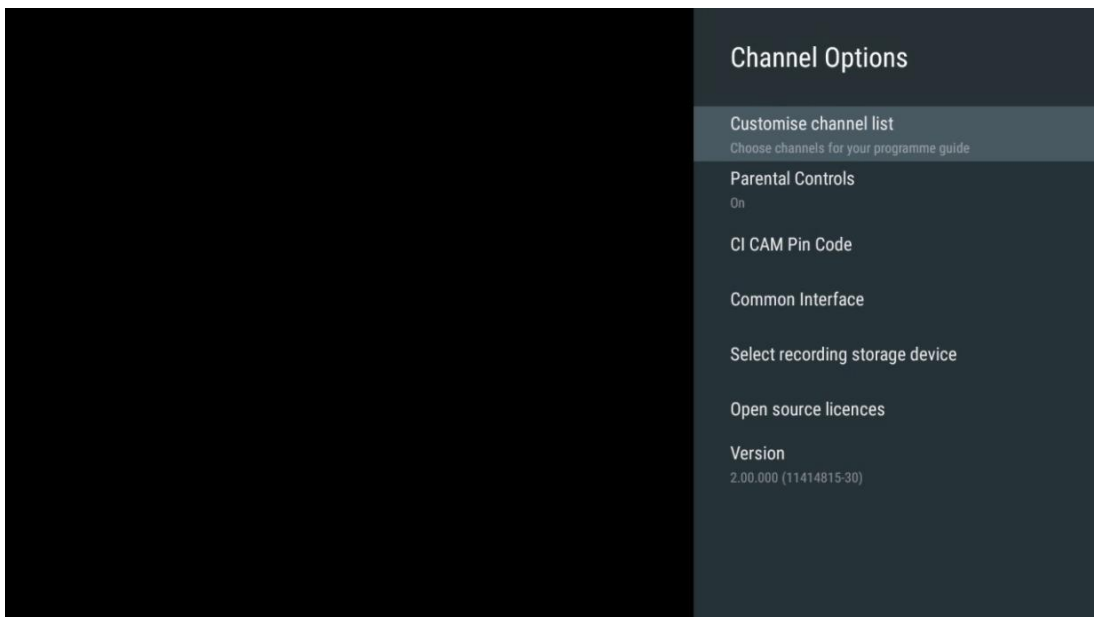 Channel Options
Customise channel list
Choose channels for your programme guide
Parental Controls
On
CI CAM Pin Code
Common Interface
Select recording storage device
Open source licences
Version
2.00.000 (11414815-30)